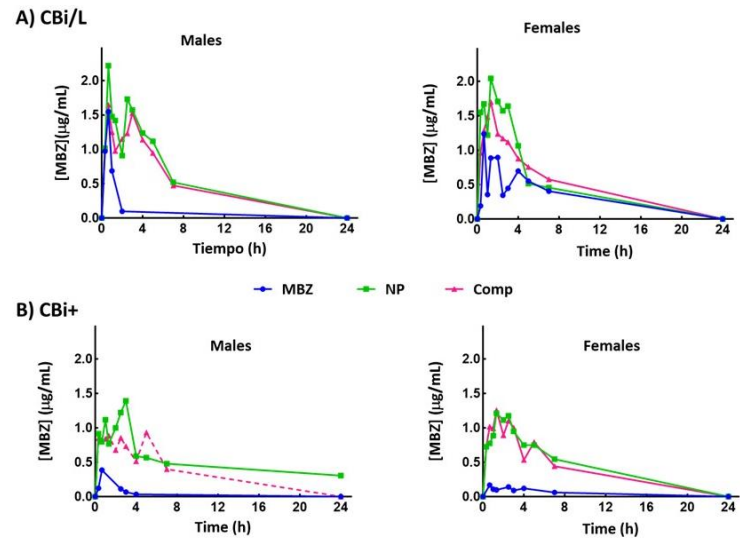 A) CBi/L
Males
Females
[MBZ] (µg/mL)
2.0
1.5
1.0
0.5
0.0
0 4 8 12 16 20 24
Tiempo (h)
[MBZ] (µg/mL)
2.0
1.5
1.0
0.5
0.0
0 4 8 12 16 20 24
Time (h)
MBZ NP Comp
B) CBi+
Males
Females
[MBZ] (µg/mL)
2.0
1.5
1.0
0.5
0.0
0 4 8 12 16 20 24
Time (h)
[MBZ] (µg/mL)
2.0
1.5
1.0
0.5
0.0
0 4 8 12 16 20 24
Time (h)